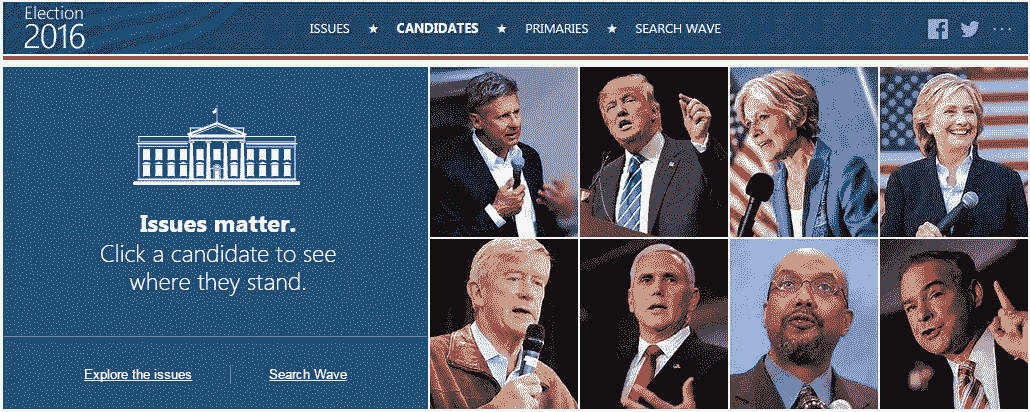 Election
2016
ISSUES ★ CANDIDATES ★ PRIMARIES ★ SEARCH WAVE
Issues matter.
Click a candidate to see
where they stand.
Explore the issues
Search Wave